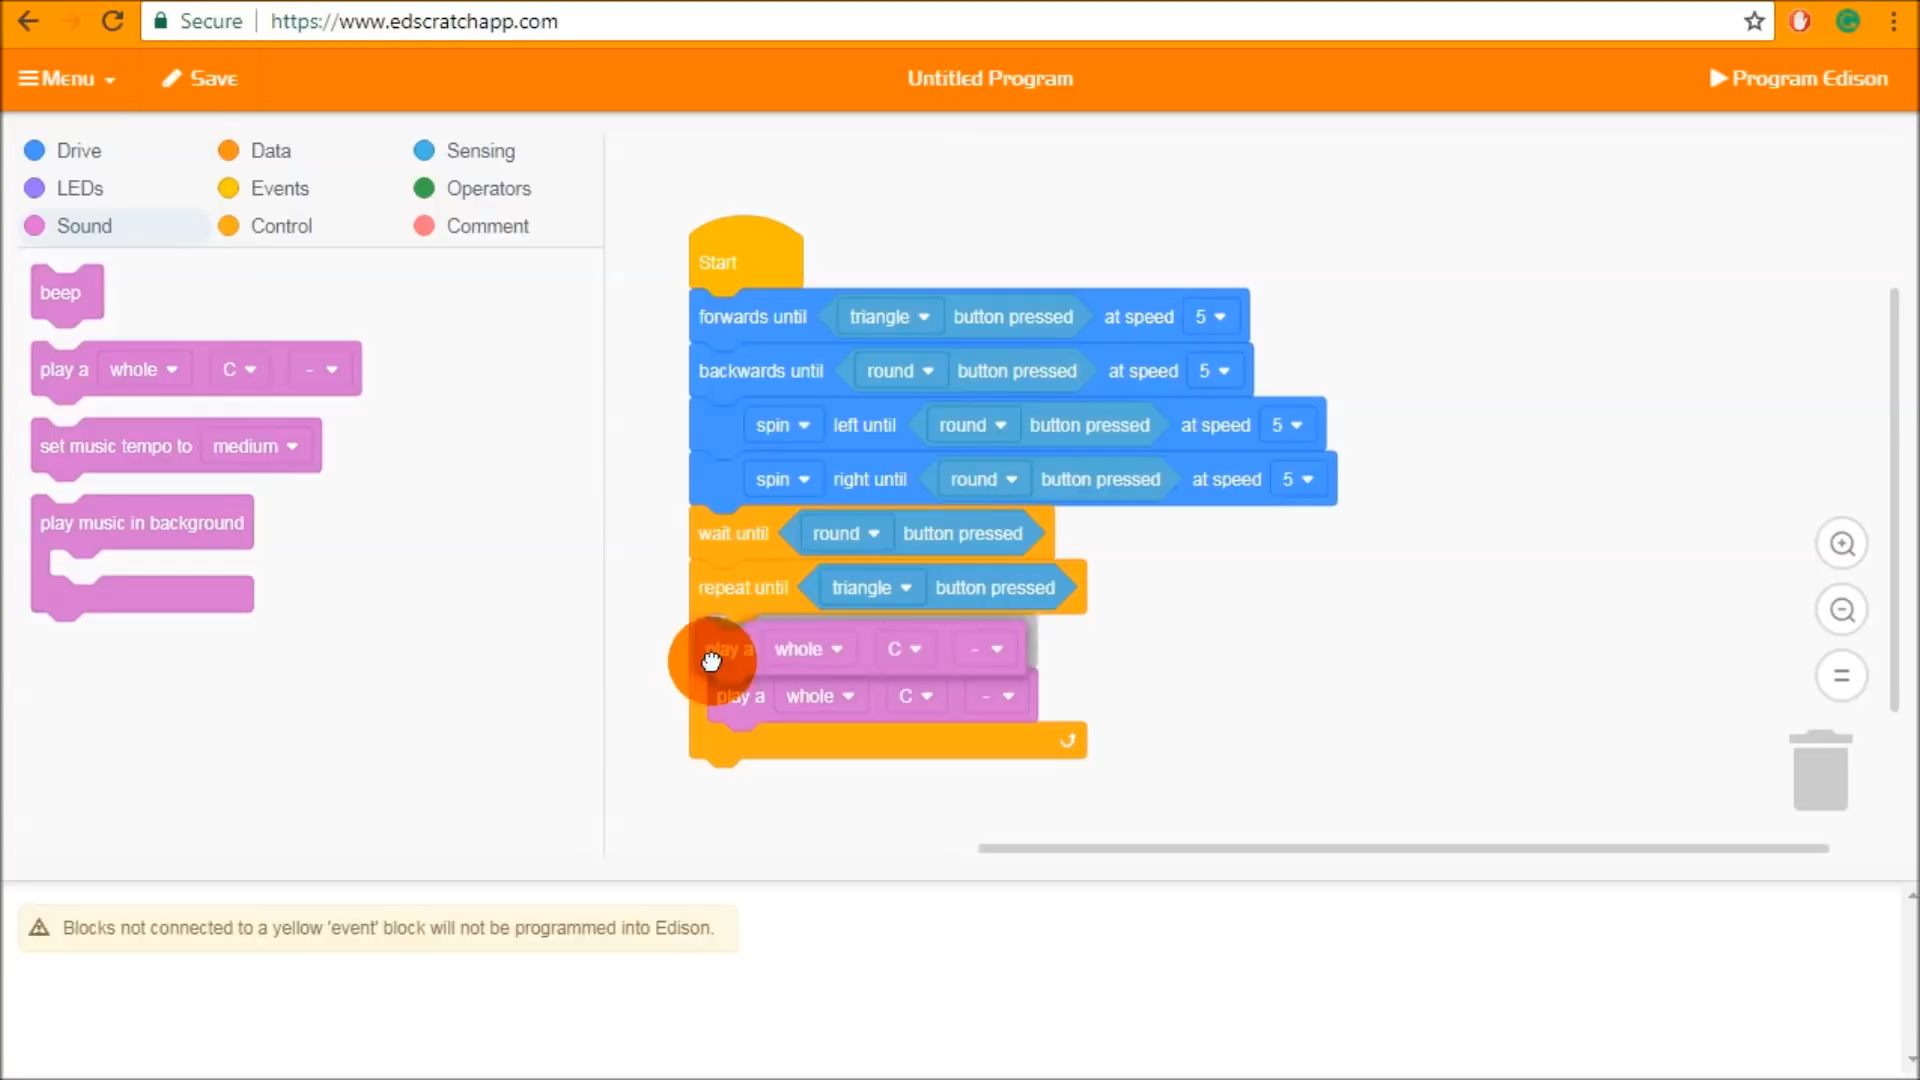 Secure https://www.edscratchapp.com
Menu Save Untitled Program Program Edison
Drive Data Sensing
LEDs Events Operators
Sound Control Comment
beep
play a whole C -
set music tempo to medium
play music in background
Start
forwards until triangle button pressed at speed 5
backwards until round button pressed at speed 5
spin left until round button pressed at speed 5
spin right until round button pressed at speed 5
wait until round button pressed
repeat until triangle button pressed
play a whole C -
play a whole C -
Blocks not connected to a yellow 'event' block will not be programmed into Edison.